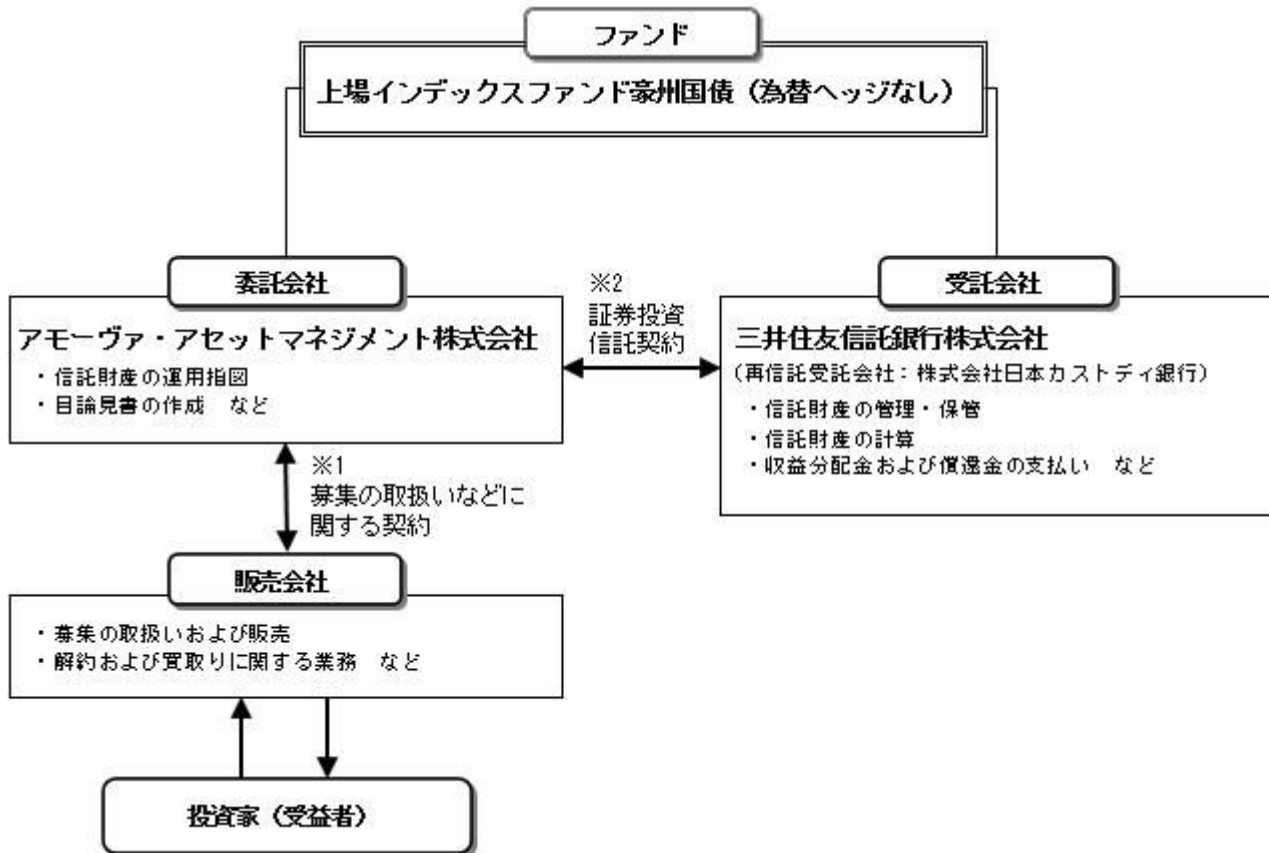 ファンド
上場インデックスファンド豪州国債（為替ヘッジなし）
委託会社
アモーヴァ・アセットマネジメント株式会社
・信託財産の運用指図
・目論見書の作成　など
※2
証券投資
信託契約
受託会社
三井住友信託銀行株式会社
（再信託受託会社：株式会社日本カストディ銀行）
・信託財産の管理・保管
・信託財産の計算
・収益分配金および償還金の支払い　など
※1
募集の取扱いなどに
関する契約
販売会社
・募集の取扱いおよび販売
・解約および買取りに関する業務　など
投資家（受益者）